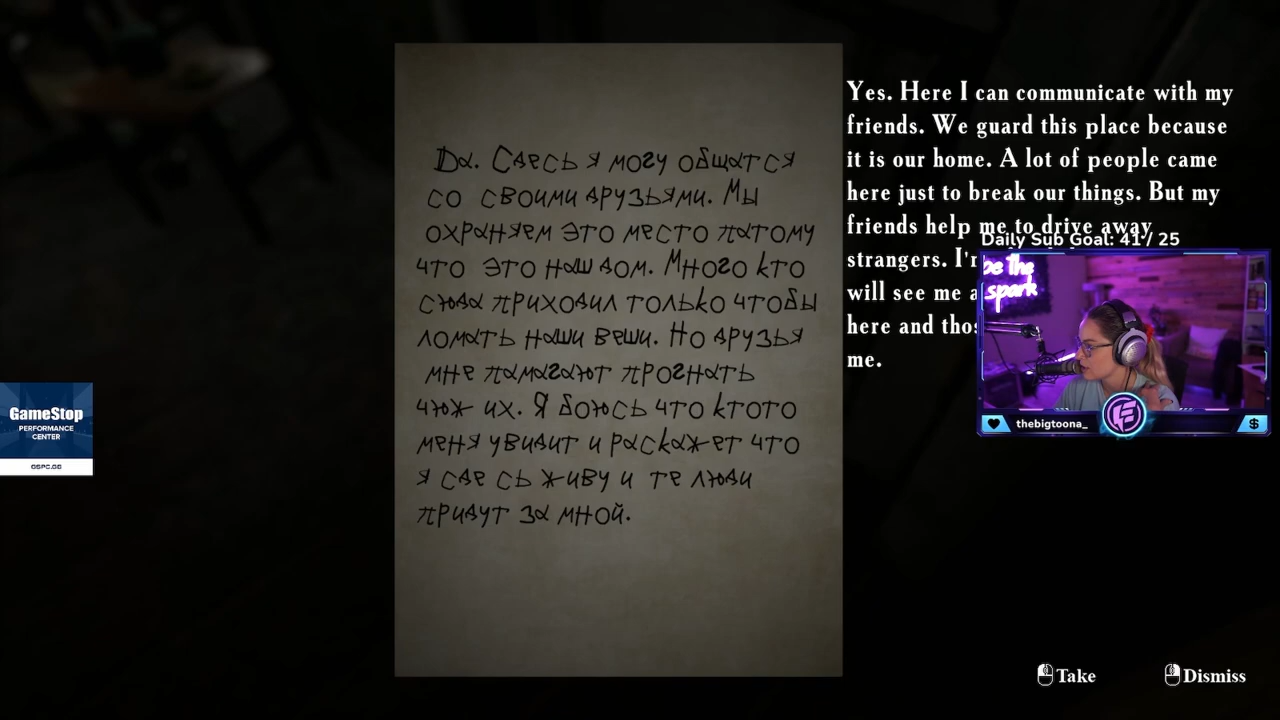 Да. Сдесь я могу общатся
со своими друзьями. Мы
охраняем это место патому
что это наш дом. Много кто
сюда приходил только чтобы
ломать наши вещи. Но друзья
мне памагают прогнать
чюжих. Я боюсь что ктото
меня увидит и раскажет что
я сдесь живу и те люди
придут за мной.
Yes. Here I can communicate with my
friends. We guard this place because
it is our home. A lot of people came
here just to break our things. But my
friends help me to drive away
strangers. I'm
will see me a
here and thos
me.
Daily Sub Goal: 41 / 25
be the
spark
thebigtoona_
GameStop
PERFORMANCE
CENTER
GSPC.GG
Take
Dismiss